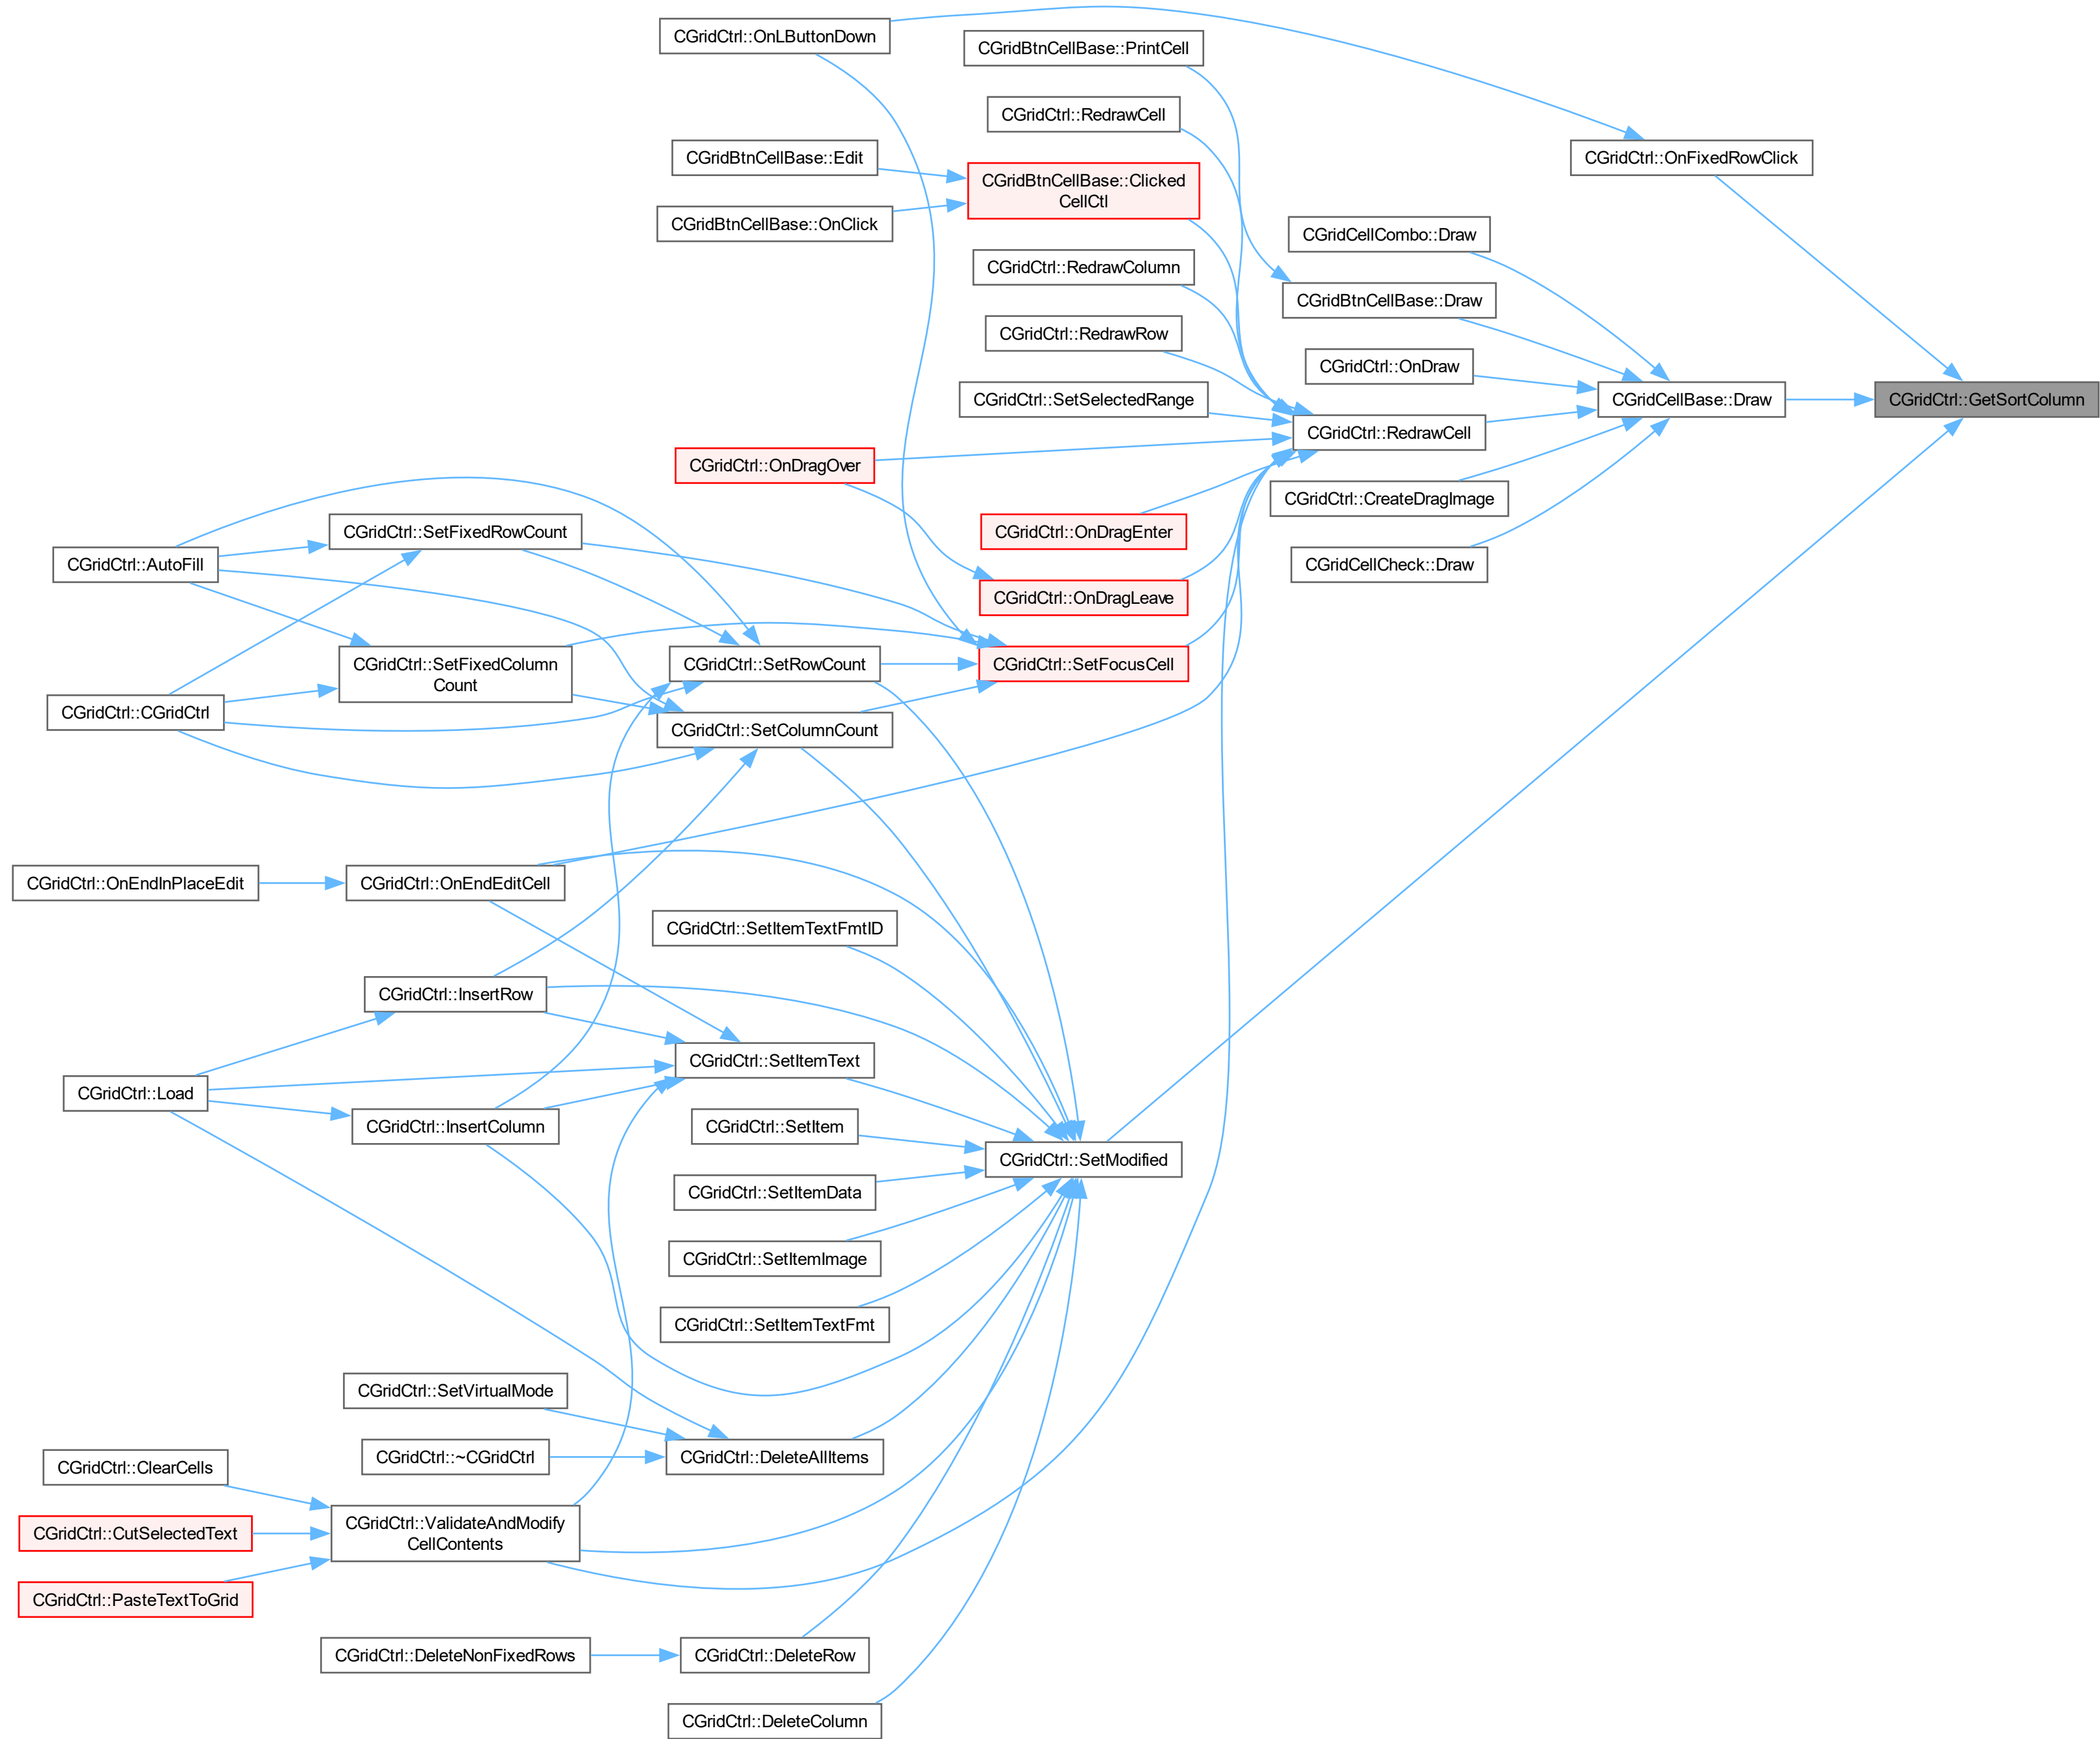 CGridCtrl::OnLButtonDown
CGridBtnCellBase::PrintCell
CGridCtrl::RedrawCell
CGridBtnCellBase::Edit
CGridCtrl::OnFixedRowClick
CGridBtnCellBase::Clicked
CellCtl
CGridBtnCellBase::OnClick
CGridCellCombo::Draw
CGridCtrl::RedrawColumn
CGridBtnCellBase::Draw
CGridCtrl::RedrawRow
CGridCtrl::OnDraw
CGridCtrl::SetSelectedRange
CGridCellBase::Draw
CGridCtrl::GetSortColumn
CGridCtrl::RedrawCell
CGridCtrl::OnDragOver
CGridCtrl::CreateDragImage
CGridCtrl::SetFixedRowCount
CGridCtrl::OnDragEnter
CGridCtrl::AutoFill
CGridCellCheck::Draw
CGridCtrl::OnDragLeave
CGridCtrl::SetFixedColumn
Count
CGridCtrl::SetRowCount
CGridCtrl::SetFocusCell
CGridCtrl::CGridCtrl
CGridCtrl::SetColumnCount
CGridCtrl::OnEndInPlaceEdit
CGridCtrl::OnEndEditCell
CGridCtrl::SetItemTextFmtID
CGridCtrl::InsertRow
CGridCtrl::SetItemText
CGridCtrl::Load
CGridCtrl::InsertColumn
CGridCtrl::SetItem
CGridCtrl::SetModified
CGridCtrl::SetItemData
CGridCtrl::SetItemImage
CGridCtrl::SetItemTextFmt
CGridCtrl::SetVirtualMode
CGridCtrl::~CGridCtrl
CGridCtrl::DeleteAllItems
CGridCtrl::ClearCells
CGridCtrl::ValidateAndModify
CellContents
CGridCtrl::CutSelectedText
CGridCtrl::PasteTextToGrid
CGridCtrl::DeleteNonFixedRows
CGridCtrl::DeleteRow
CGridCtrl::DeleteColumn